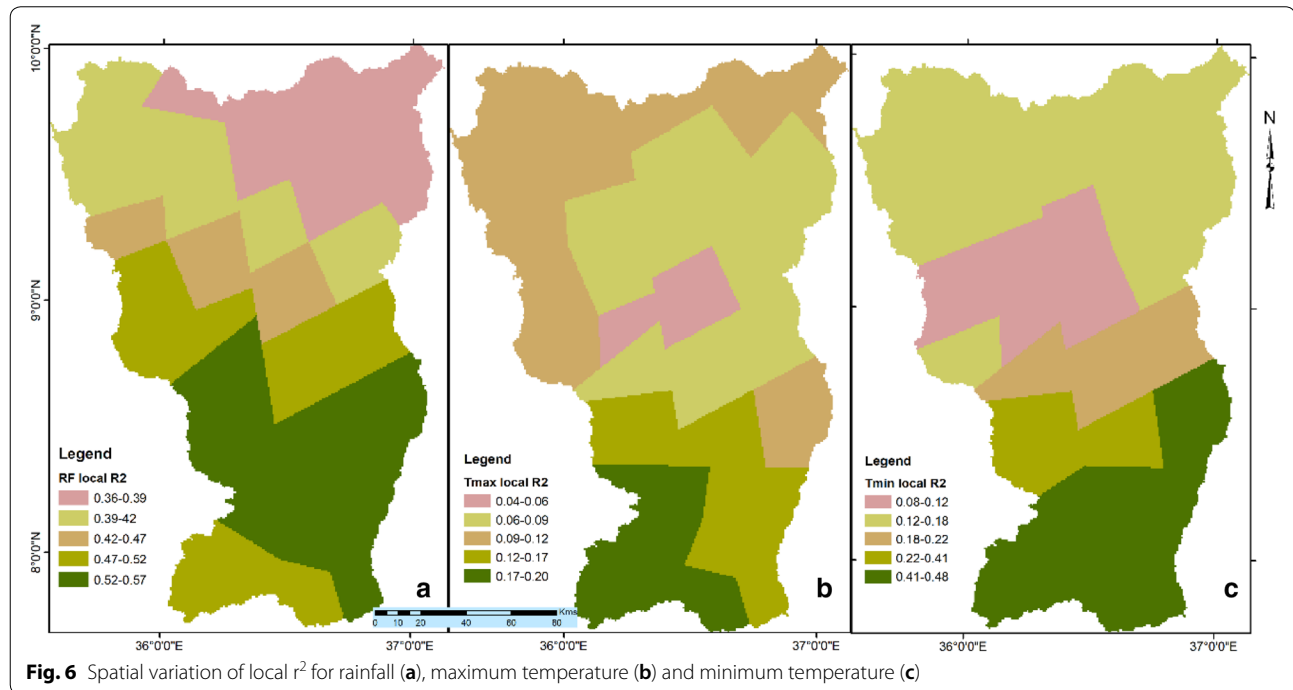 10°0'0"N
9°0'0"N
8°0'0"N
Legend
RF local R2
0.36-0.39
0.39-42
0.42-0.47
0.47-0.52
0.52-0.57
a
Legend
Tmax local R2
0.04-0.06
0.06-0.09
0.09-0.12
0.12-0.17
0.17-0.20
b
Legend
Tmin local R2
0.08-0.12
0.12-0.18
0.18-0.22
0.22-0.41
0.41-0.48
c
N
Kms
0 10 20 40 60 80
36°0'0"E 37°0'0"E 36°0'0"E 37°0'0"E 36°0'0"E 37°0'0"E
Fig. 6 Spatial variation of local r² for rainfall (a), maximum temperature (b) and minimum temperature (c)